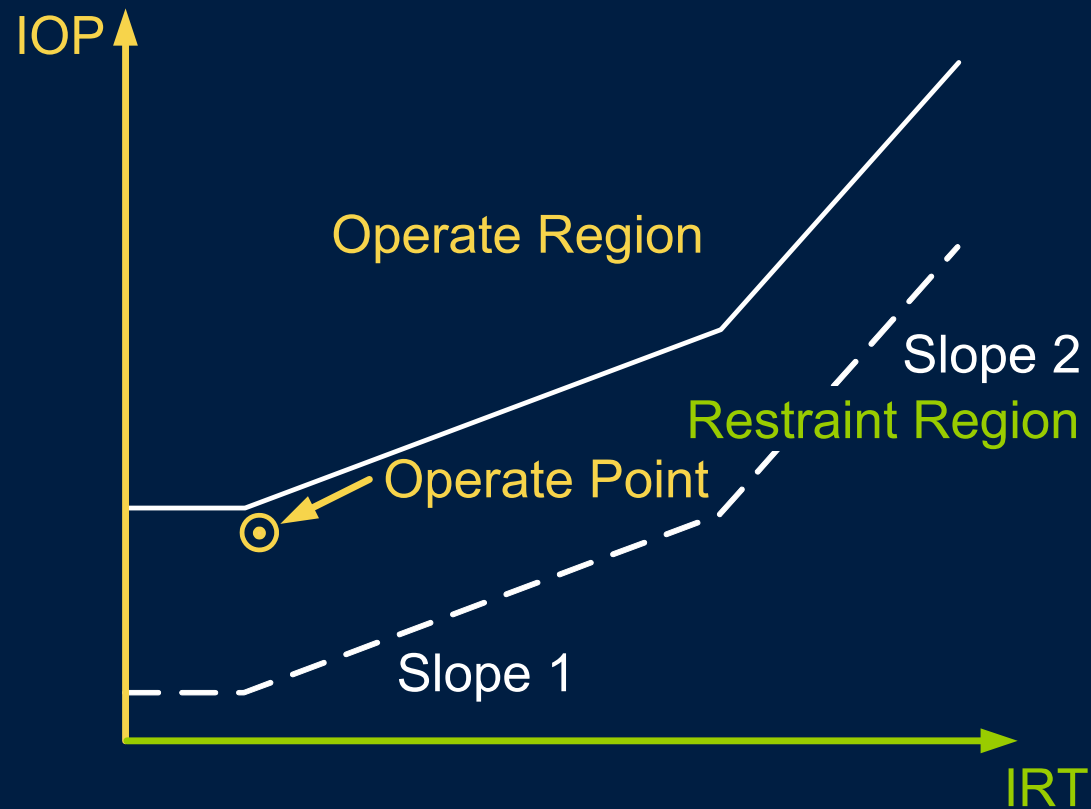 IOP
Operate Region
Slope 2
Restraint Region
Operate Point
Slope 1
IRT